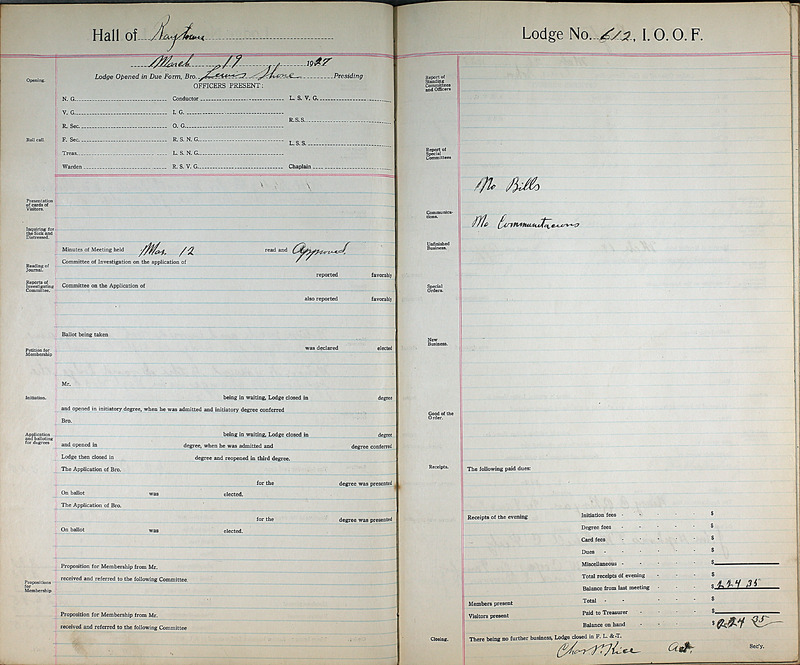 Hall of Raytown
March 19 1927
Opening.
Lodge Opened in Due Form, Bro. Lewis Shone Presiding
OFFICERS PRESENT:
N. G. Conductor L. S. V. G.
V. G. I. G.
R.S.S.
R. Sec. O. G.
Roll call.
F. Sec. R. S. N. G.
L.S.S.
Treas. L. S. N. G.
Warden R. S. V. G. Chaplain
Presentation of cards of Visitors.
Inquiring for the Sick and Distressed.
Minutes of Meeting held Mar. 12 read and Approved.
Reading of Journal.
Committee of Investigation on the application of
reported favorably
Reports of Investigating Committee.
Committee on the Application of
also reported favorably
Ballot being taken
was declared elected
Petition for Membership
Mr.
Initiation.
being in waiting, Lodge closed in degree
and opened in initiatory degree, when he was admitted and initiatory degree conferred
Bro.
Application and balloting for degrees
being in waiting, Lodge closed in degree
and opened in degree, when he was admitted and degree conferred
Lodge then closed in degree and reopened in third degree.
The Application of Bro.
for the degree was presented
On ballot was elected.
The Application of Bro.
for the degree was presented
On ballot was elected.
Proposition for Membership from Mr.
received and referred to the following Committee
Propositions for Membership
Proposition for Membership from Mr.
received and referred to the following Committee
Lodge No. 612, I. O. O. F.
Report of Standing Committees and Officers
Report of Special Committees
No Bills
Communications.
No Communications
Unfinished Business.
Special Orders.
New Business.
Good of the Order.
Receipts.
The following paid dues:
Receipts of the evening Initiation fees $
Degree fees $
Card fees $
Dues $
Miscellaneous $
Total receipts of evening $
Balance from last meeting $ 224 35
Members present Total $
Visitors present Paid to Treasurer $
Balance on hand $ 224 35
Closing.
There being no further business, Lodge closed in F. L. & T.
Chas. Rice Act. Sec'y.